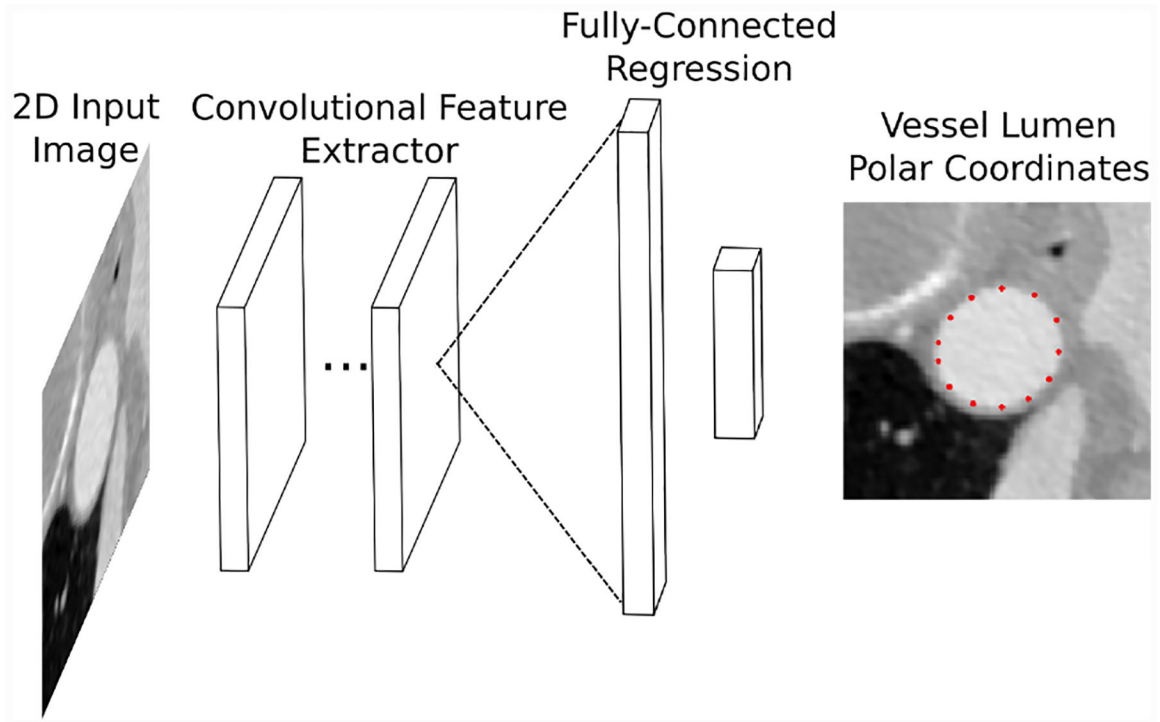 2D Input
Image
Convolutional Feature
Extractor
Fully-Connected
Regression
Vessel Lumen
Polar Coordinates